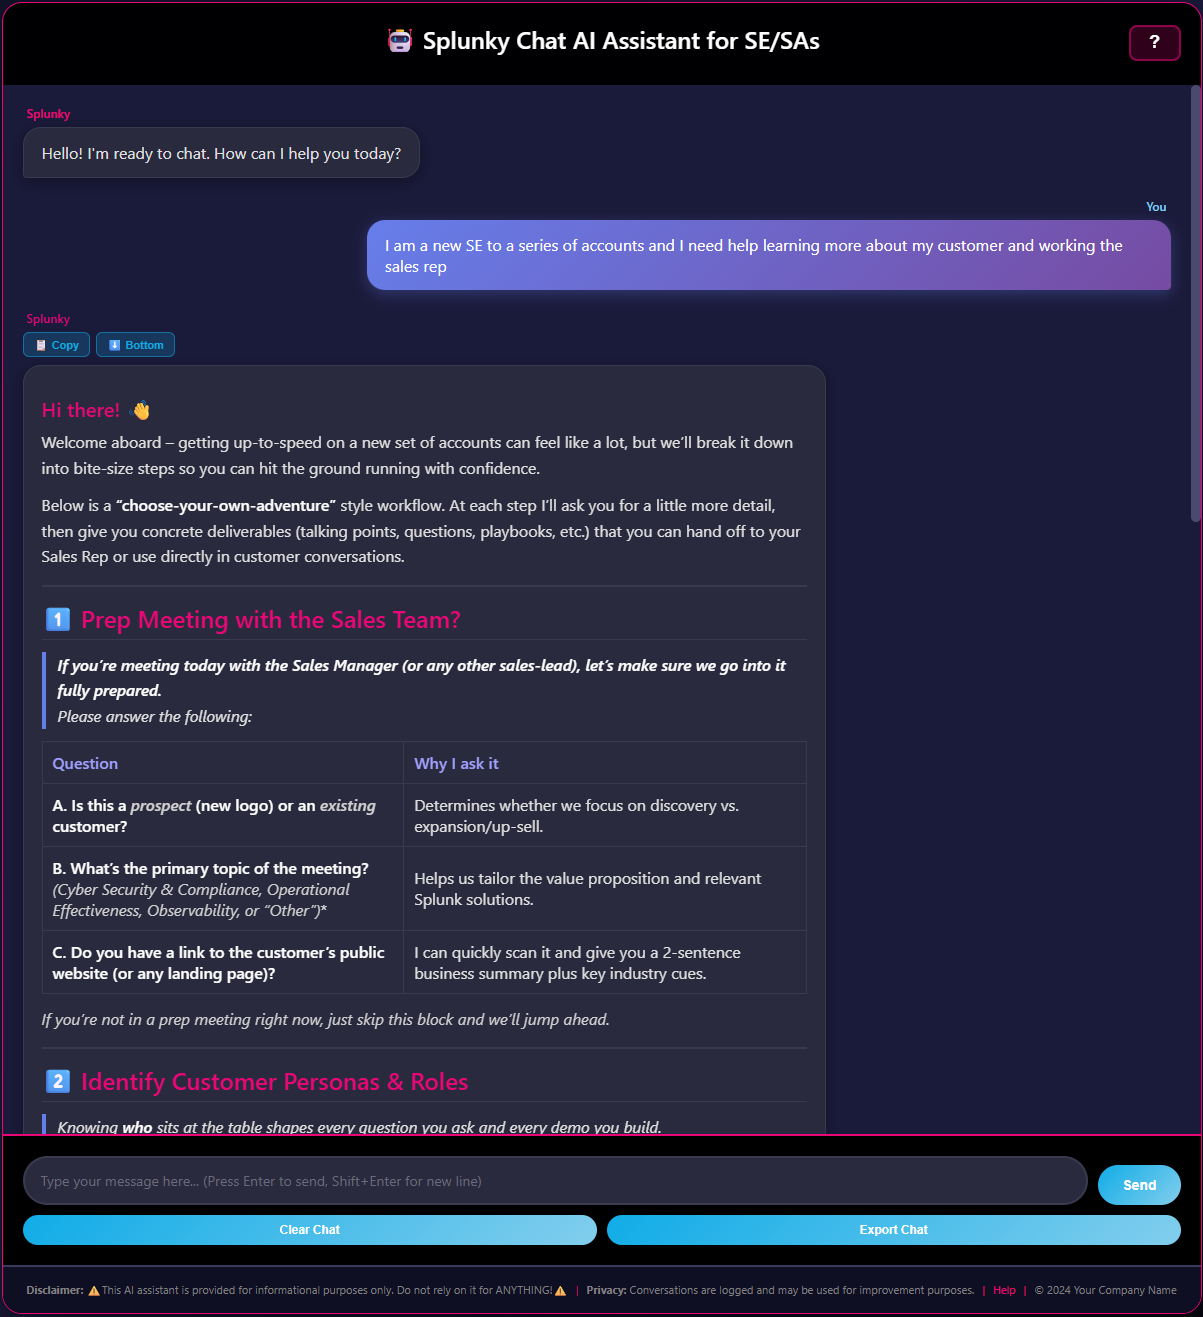 Splunky Chat AI Assistant for SE/SAs
?
Splunky
Hello! I'm ready to chat. How can I help you today?
You
I am a new SE to a series of accounts and I need help learning more about my customer and working the
sales rep
Splunky
Copy
Bottom
Hi there! 👋
Welcome aboard – getting up-to-speed on a new set of accounts can feel like a lot, but we’ll break it down
into bite-size steps so you can hit the ground running with confidence.
Below is a “choose-your-own-adventure” style workflow. At each step I’ll ask you for a little more detail,
then give you concrete deliverables (talking points, questions, playbooks, etc.) that you can hand off to your
Sales Rep or use directly in customer conversations.
1 Prep Meeting with the Sales Team?
If you’re meeting today with the Sales Manager (or any other sales-lead), let’s make sure we go into it
fully prepared.
Please answer the following:
Question
Why I ask it
A. Is this a prospect (new logo) or an existing
customer?
Determines whether we focus on discovery vs.
expansion/up-sell.
B. What’s the primary topic of the meeting?
(Cyber Security & Compliance, Operational
Effectiveness, Observability, or “Other”)*
Helps us tailor the value proposition and relevant
Splunk solutions.
C. Do you have a link to the customer’s public
website (or any landing page)?
I can quickly scan it and give you a 2-sentence
business summary plus key industry cues.
If you’re not in a prep meeting right now, just skip this block and we’ll jump ahead.
2 Identify Customer Personas & Roles
Knowing who sits at the table shapes every question you ask and every demo you build.
Type your message here... (Press Enter to send, Shift+Enter for new line)
Send
Clear Chat
Export Chat
Disclaimer: ⚠️This AI assistant is provided for informational purposes only. Do not rely on it for ANYTHING!⚠️ | Privacy: Conversations are logged and may be used for improvement purposes. | Help | © 2024 Your Company Name